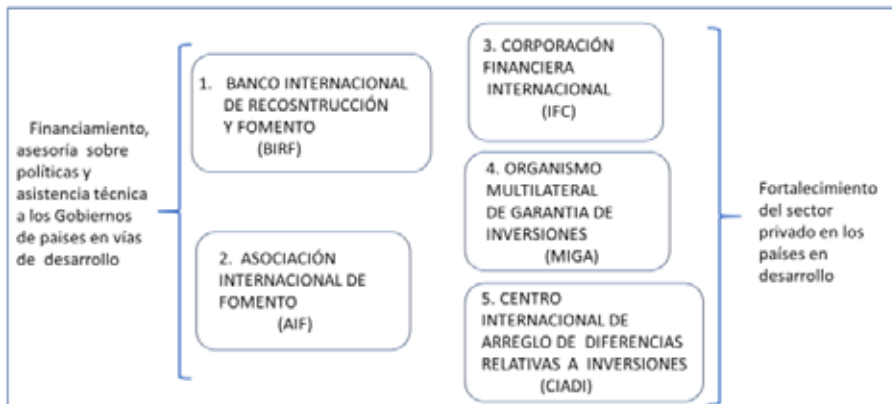 Financiamiento,
asesoría sobre
políticas y
asistencia técnica
a los Gobiernos
de paises en vías
de desarrollo
1. BANCO INTERNACIONAL
DE RECOSNTRUCCIÓN
Y FOMENTO
(BIRF)
2. ASOCIACIÓN
INTERNACIONAL DE
FOMENTO
(AIF)
3. CORPORACIÓN
FINANCIERA
INTERNACIONAL
(IFC)
4. ORGANISMO
MULTILATERAL
DE GARANTIA DE
INVERSIONES
(MIGA)
5. CENTRO
INTERNACIONAL DE
ARREGLO DE DIFERENCIAS
RELATIVAS A INVERSIONES
(CIADI)
Fortalecimiento
del sector
privado en los
países en
desarrollo